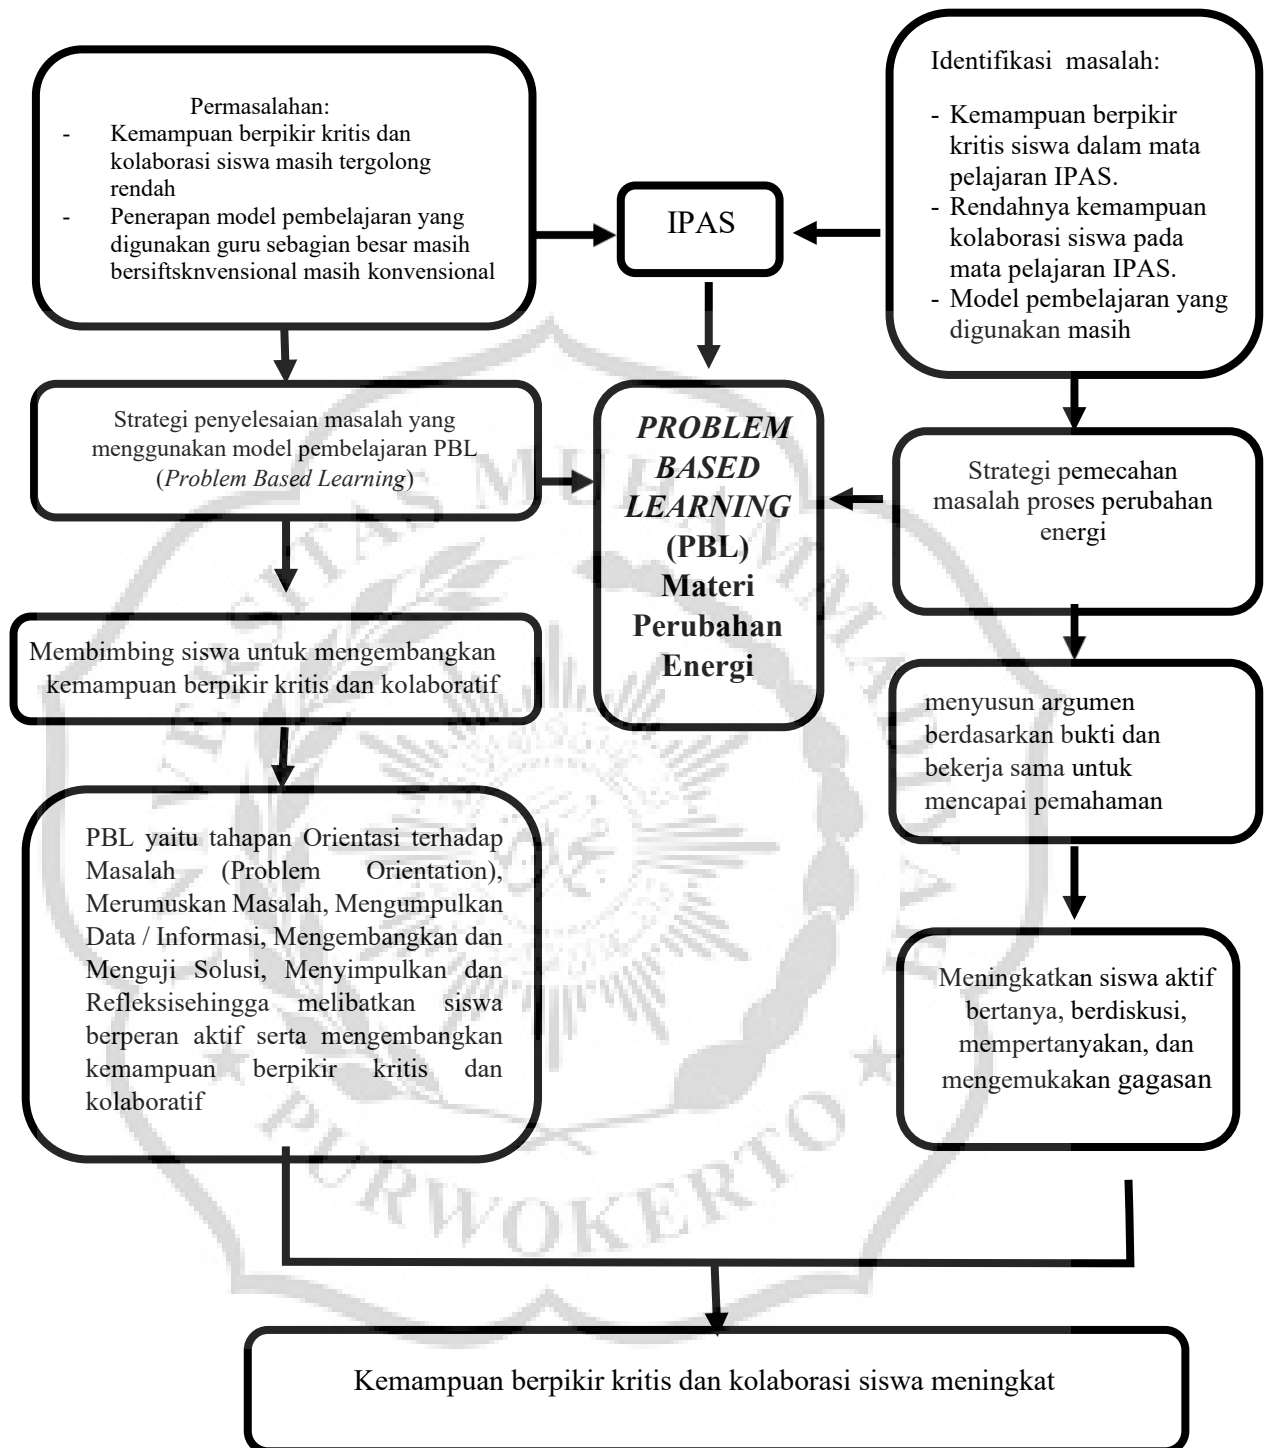 Permasalahan:
- Kemampuan berpikir kritis dan
kolaborasi siswa masih tergolong
rendah
- Penerapan model pembelajaran yang
digunakan guru sebagian besar masih
bersiftsknvensional masih konvensional
IPAS
Identifikasi masalah:
- Kemampuan berpikir
kritis siswa dalam mata
pelajaran IPAS.
- Rendahnya kemampuan
kolaborasi siswa pada
mata pelajaran IPAS.
- Model pembelajaran yang
digunakan masih
Strategi penyelesaian masalah yang
menggunakan model pembelajaran PBL
(Problem Based Learning)
PROBLEM
BASED
LEARNING
(PBL)
Materi
Perubahan
Energi
Strategi pemecahan
masalah proses perubahan
energi
Membimbing siswa untuk mengembangkan
kemampuan berpikir kritis dan kolaboratif
menyusun argumen
berdasarkan bukti dan
bekerja sama untuk
mencapai pemahaman
PBL yaitu tahapan Orientasi terhadap
Masalah (Problem Orientation),
Merumuskan Masalah, Mengumpulkan
Data / Informasi, Mengembangkan dan
Menguji Solusi, Menyimpulkan dan
Refleksisehingga melibatkan siswa
berperan aktif serta mengembangkan
kemampuan berpikir kritis dan
kolaboratif
Meningkatkan siswa aktif
bertanya, berdiskusi,
mempertanyakan, dan
mengemukakan gagasan
Kemampuan berpikir kritis dan kolaborasi siswa meningkat
PURWOKERTO